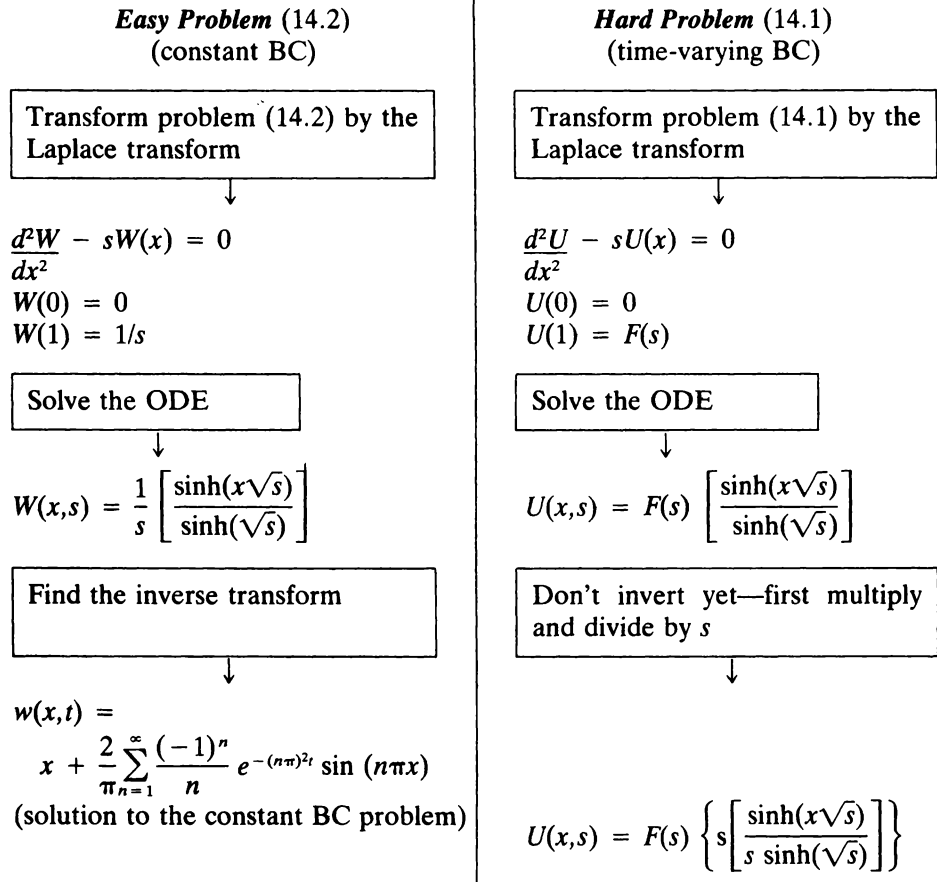 Easy Problem (14.2)
(constant BC)
Transform problem (14.2) by the
Laplace transform
↓
d²W/dx² − sW(x) = 0
W(0) = 0
W(1) = 1/s
Solve the ODE
↓
W(x,s) = 1/s [sinh(x√s)/sinh(√s)]
Find the inverse transform
↓
w(x,t) =
x + 2/π ∑_{n=1}^{∞} (−1)ⁿ/n e^{−(nπ)²t} sin (nπx)
(solution to the constant BC problem)
Hard Problem (14.1)
(time-varying BC)
Transform problem (14.1) by the
Laplace transform
↓
d²U/dx² − sU(x) = 0
U(0) = 0
U(1) = F(s)
Solve the ODE
↓
U(x,s) = F(s) [sinh(x√s)/sinh(√s)]
Don't invert yet—first multiply
and divide by s
↓
U(x,s) = F(s) {s[sinh(x√s)/s sinh(√s)]}